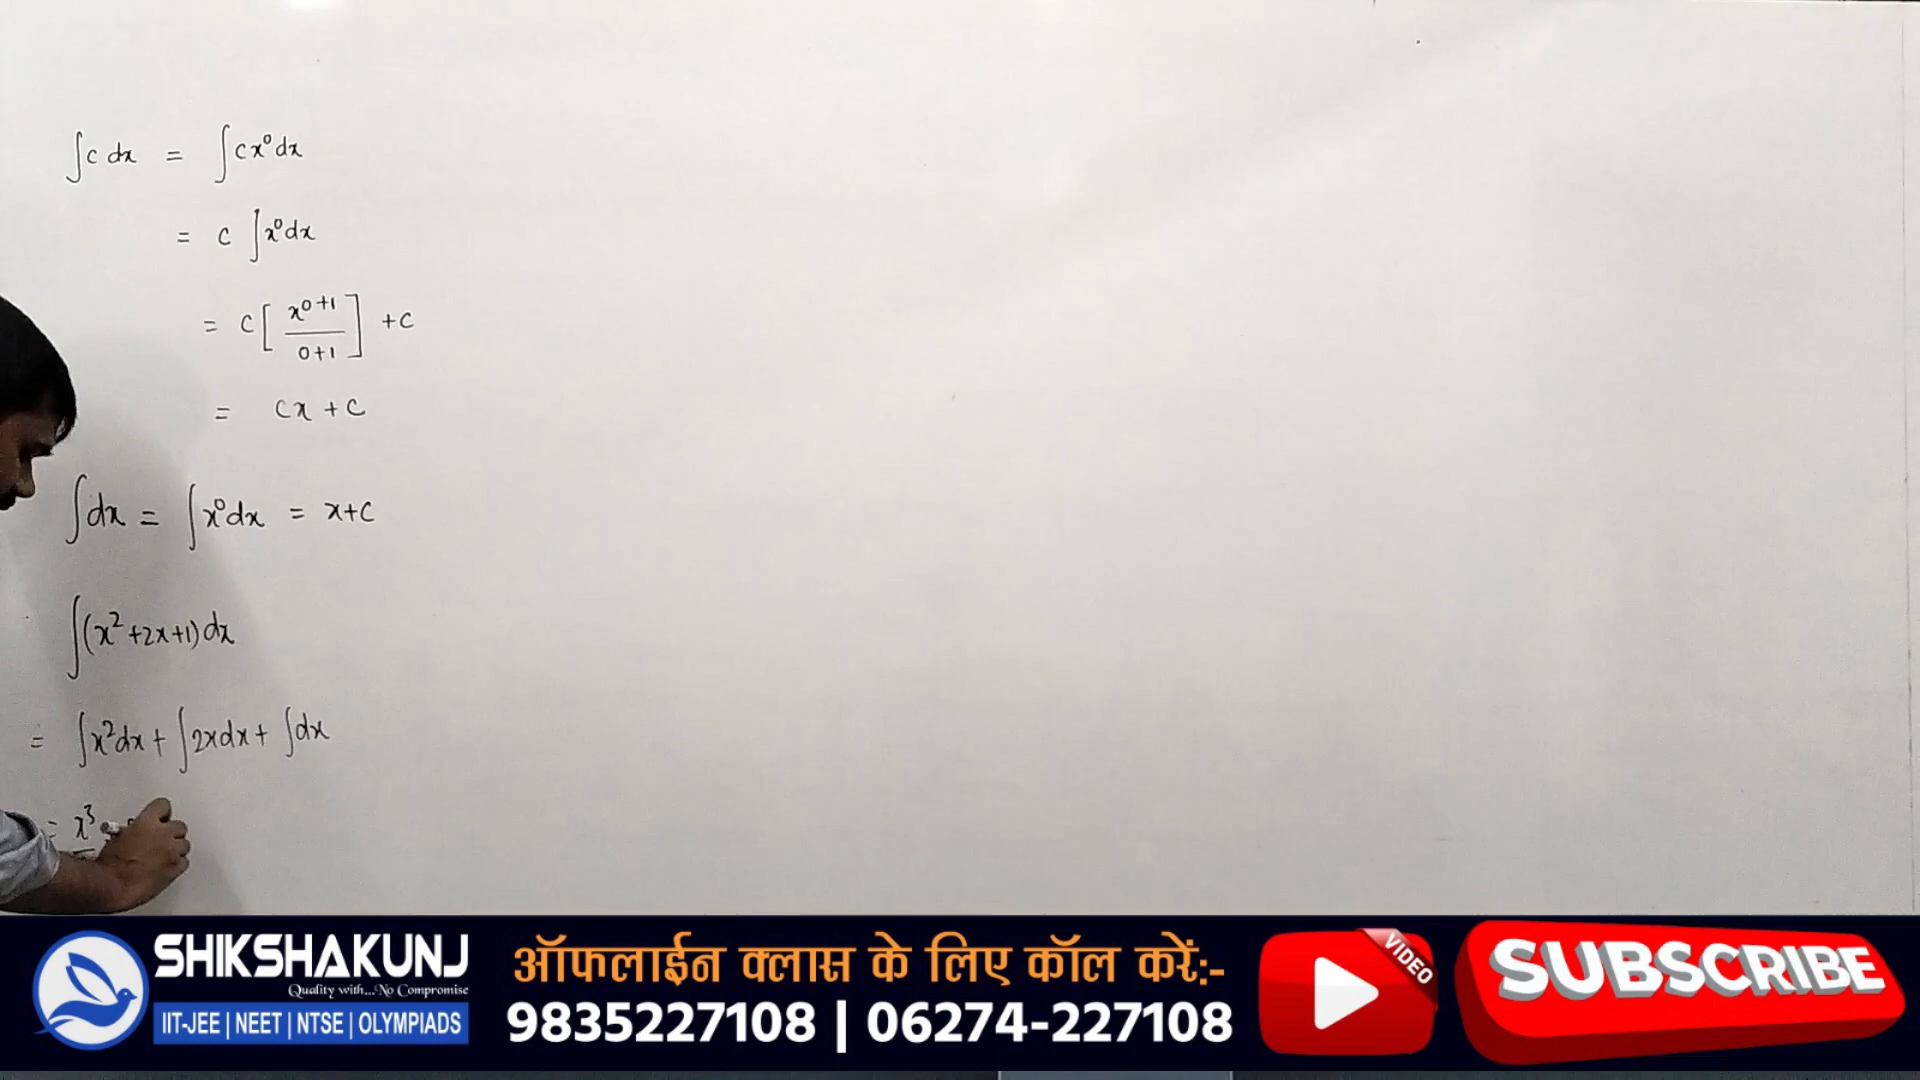 ∫c dx = ∫cx⁰dx
= c ∫x⁰dx
= c[x⁰⁺¹/0+1] +c
= cx +c
∫dx = ∫x⁰dx = x+c
∫(x²+2x+1)dx
= ∫x²dx + ∫2xdx + ∫dx
= x³
SHIKSHAKUNJ
Quality with...No Compromise
IIT-JEE | NEET | NTSE | OLYMPIADS
ऑफलाईन क्लास के लिए कॉल करें:-
9835227108 | 06274-227108
VIDEO
SUBSCRIBE